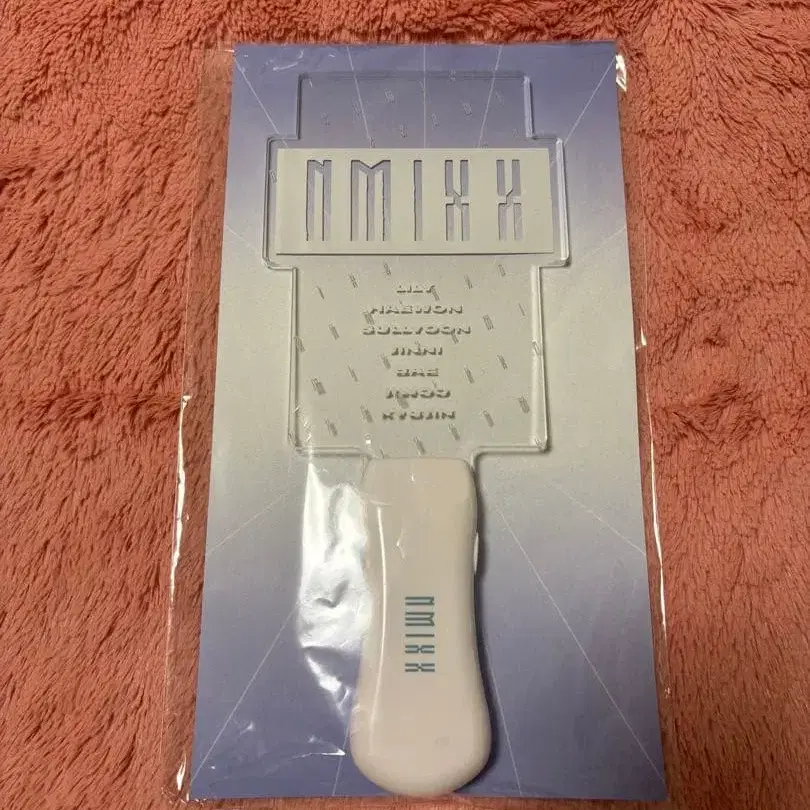 NMIXX
LILY
HAEWON
SULLYOON
JINNI
BAE
JIWOO
KYUJIN
NMIXX